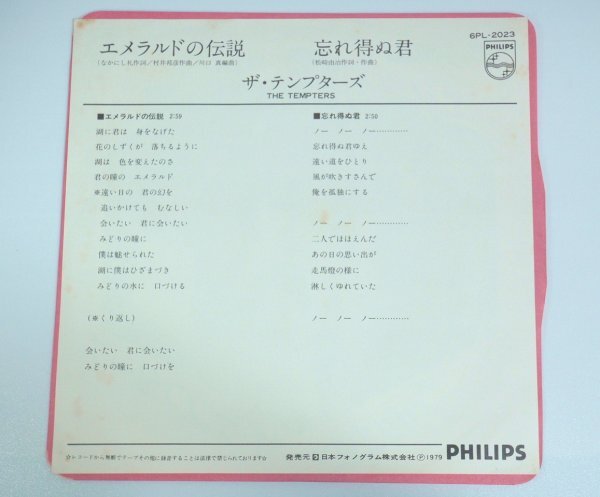 6PL-2023
PHILIPS
エメラルドの伝説
(なかにし礼作詞/村井邦彦作曲/川口 真編曲)
忘れ得ぬ君
(松崎由治作詞・作曲)
ザ・テンプターズ
THE TEMPTERS
■エメラルドの伝説 2:59
湖に君は 身をなげた
花のしずくが 落ちるように
湖は 色を変えたのさ
君の瞳の エメラルド
※遠い日の 君の幻を
追いかけても むなしい
会いたい 君に会いたい
みどりの瞳に
僕は魅せられた
湖に僕はひざまづき
みどりの水に 口づける
(※くり返し)
会いたい 君に会いたい
みどりの瞳に 口づけを
■忘れ得ぬ君 2:50
ノー ノー ノー…………
忘れ得ぬ君ゆえ
遠い道をひとり
風が吹きすさんで
俺を孤独にする
ノー ノー ノー…………
二人でほほえんだ
あの日の思い出が
走馬燈の様に
淋しくゆれていた
ノー ノー ノー…………
☆レコードから無断でテープその他に録音することは法律で禁じられております☆
発売元 日本フォノグラム株式会社 Ⓟ1979
PHILIPS